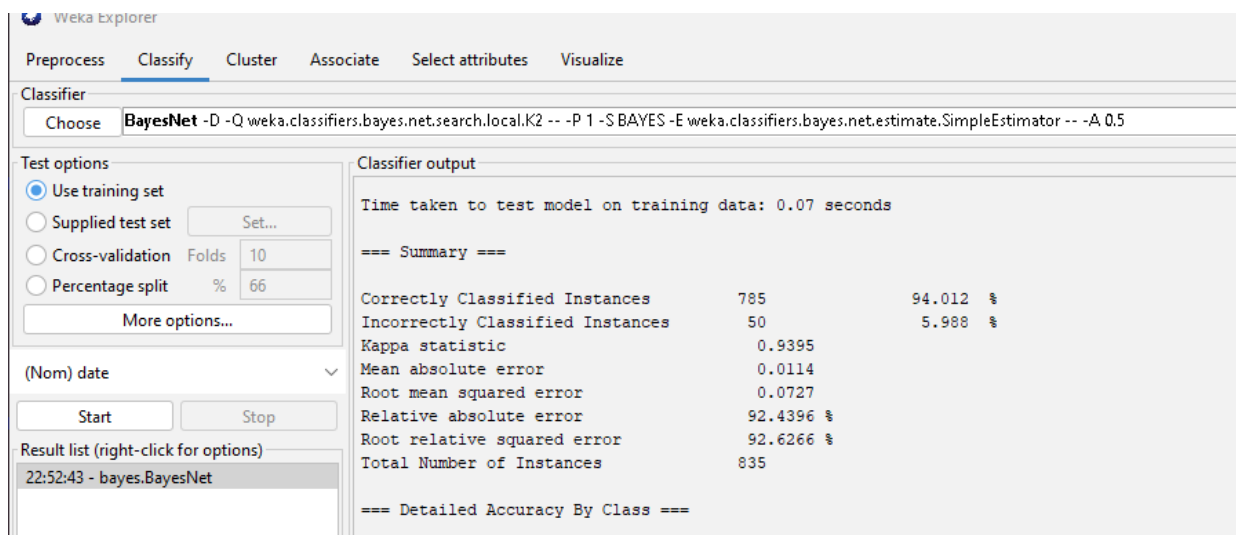 Weka Explorer
Preprocess Classify Cluster Associate Select attributes Visualize
Classifier
Choose BayesNet -D -Q weka.classifiers.bayes.net.search.local.K2 -- -P 1 -S BAYES -E weka.classifiers.bayes.net.estimate.SimpleEstimator -- -A 0.5
Test options
Use training set
Supplied test set Set...
Cross-validation Folds 10
Percentage split % 66
More options...
(Nom) date
Start Stop
Result list (right-click for options)
22:52:43 - bayes.BayesNet
Classifier output
Time taken to test model on training data: 0.07 seconds
=== Summary ===
Correctly Classified Instances 785 94.012 %
Incorrectly Classified Instances 50 5.988 %
Kappa statistic 0.9395
Mean absolute error 0.0114
Root mean squared error 0.0727
Relative absolute error 92.4396 %
Root relative squared error 92.6266 %
Total Number of Instances 835
=== Detailed Accuracy By Class ===